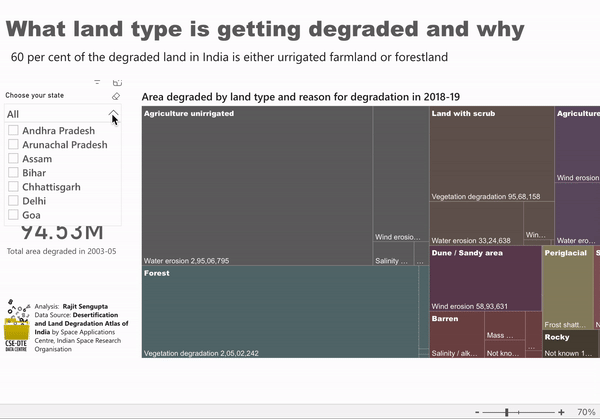 What land type is getting degraded and why
60 per cent of the degraded land in India is either urrigated farmland or forestland
Choose your state
All
Andhra Pradesh
Arunachal Pradesh
Assam
Bihar
Chhattisgarh
Delhi
Goa
94.53M
Total area degraded in 2003-05
Analysis: Rajit Sengupta
Data Source: Desertification
and Land Degradation Atlas of
India by Space Applications
Centre, Indian Space Research
Organisation
CSE-DTE
DATA CENTRE
Area degraded by land type and reason for degradation in 2018-19
Agriculture unirrigated
Wind erosio...
Water erosion 2,95,06,795
Salinity ...
...
Forest
Vegetation degradation 2,05,02,242
...
Land with scrub
Vegetation degradation 95,68,158
Water erosion 33,24,638
Win...
Agriculture
Wind erosion
Water ero...
Dune / Sandy area
Wind erosion 58,93,631
Periglacial
Frost shatt...
S
N
Barren
Mass ...
Salinity / alk...
Not kno...
...
Rocky
Not known 1...
- + 70%